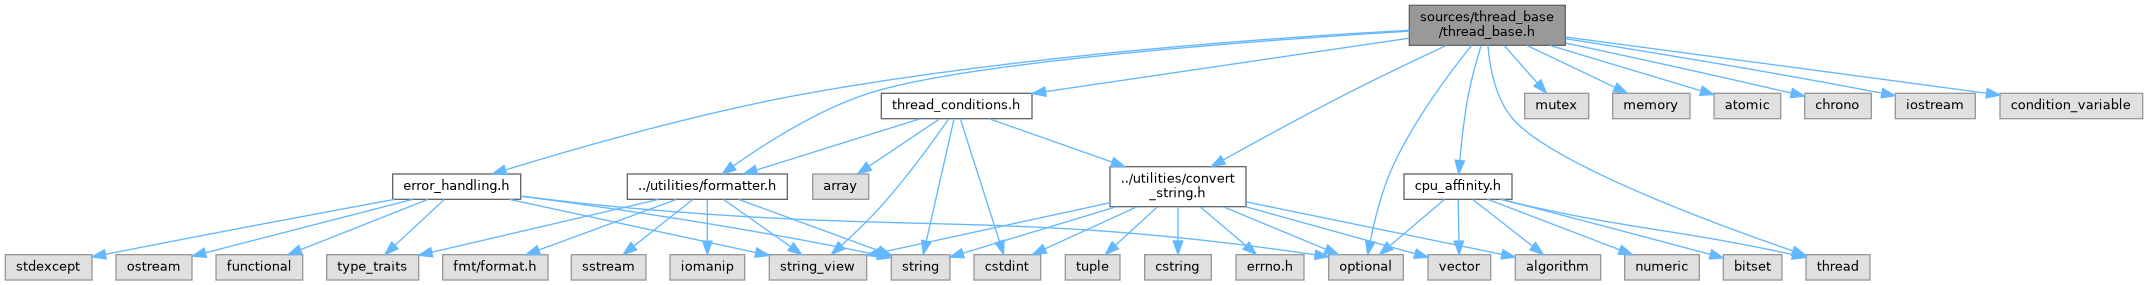 sources/thread_base
/thread_base.h
thread_conditions.h
mutex
memory
atomic
chrono
iostream
condition_variable
error_handling.h
../utilities/formatter.h
array
../utilities/convert
_string.h
cpu_affinity.h
stdexcept
ostream
functional
type_traits
fmt/format.h
sstream
iomanip
string_view
string
cstdint
tuple
cstring
errno.h
optional
vector
algorithm
numeric
bitset
thread